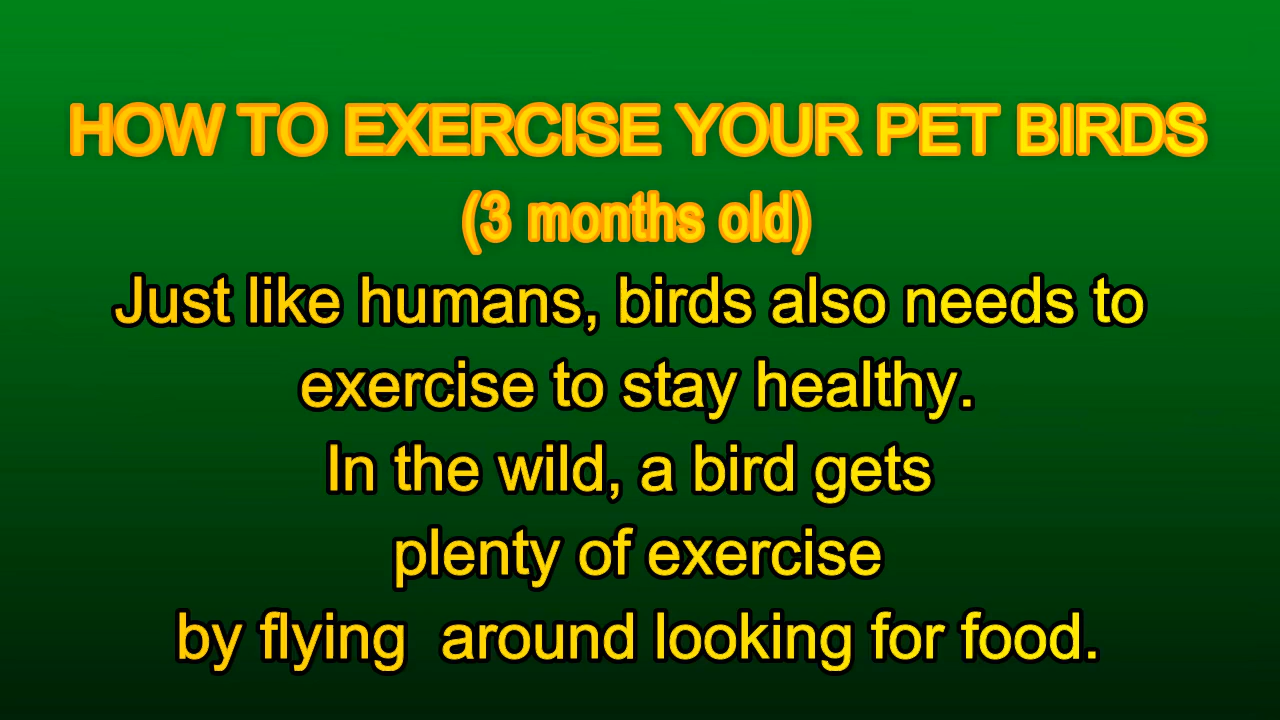 HOW TO EXERCISE YOUR PET BIRDS
(3 months old)
Just like humans, birds also needs to
exercise to stay healthy.
In the wild, a bird gets
plenty of exercise
by flying  around looking for food.